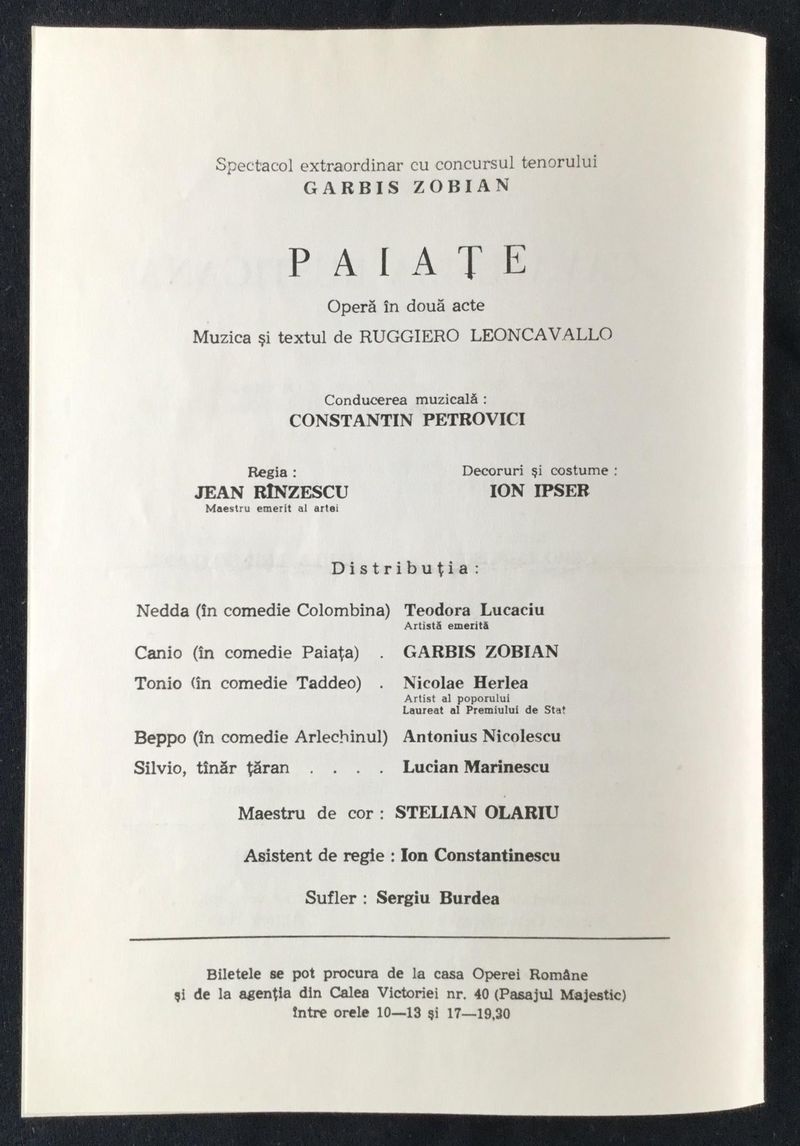 Spectacol extraordinar cu concursul tenorului
GARBIS ZOBIAN
PAIAȚE
Operă în două acte
Muzica și textul de RUGGIERO LEONCAVALLO
Conducerea muzicală :
CONSTANTIN PETROVICI
Regia :
JEAN RÎNZESCU
Maestru emerit al artei
Decoruri și costume :
ION IPSER
Distribuția :
Nedda (în comedie Colombina) Teodora Lucaciu
Artistă emerită
Canio (în comedie Paiața) . GARBIS ZOBIAN
Tonio (în comedie Taddeo) . Nicolae Herlea
Artist al poporului
Laureat al Premiului de Stat
Beppo (în comedie Arlechinul) Antonius Nicolescu
Silvio, tînăr țăran . . . . Lucian Marinescu
Maestru de cor : STELIAN OLARIU
Asistent de regie : Ion Constantinescu
Sufler : Sergiu Burdea
Biletele se pot procura de la casa Operei Române
și de la agenția din Calea Victoriei nr. 40 (Pasajul Majestic)
între orele 10—13 și 17—19,30